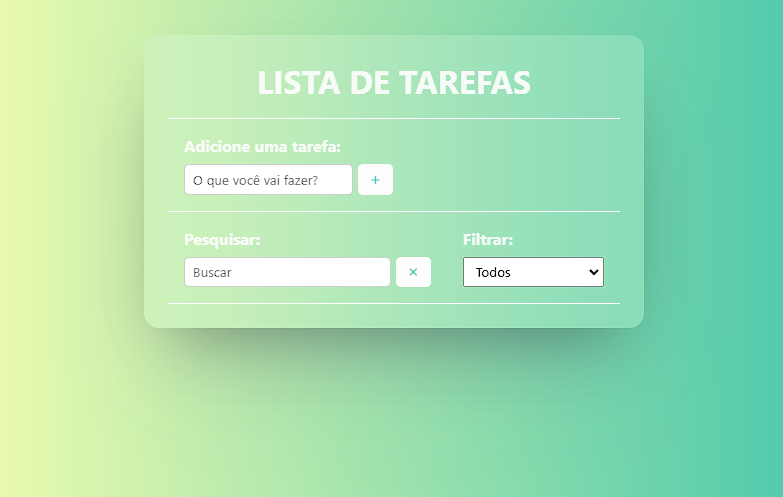 LISTA DE TAREFAS
Adicione uma tarefa:
O que você vai fazer? +
Pesquisar: Filtrar:
Buscar × Todos